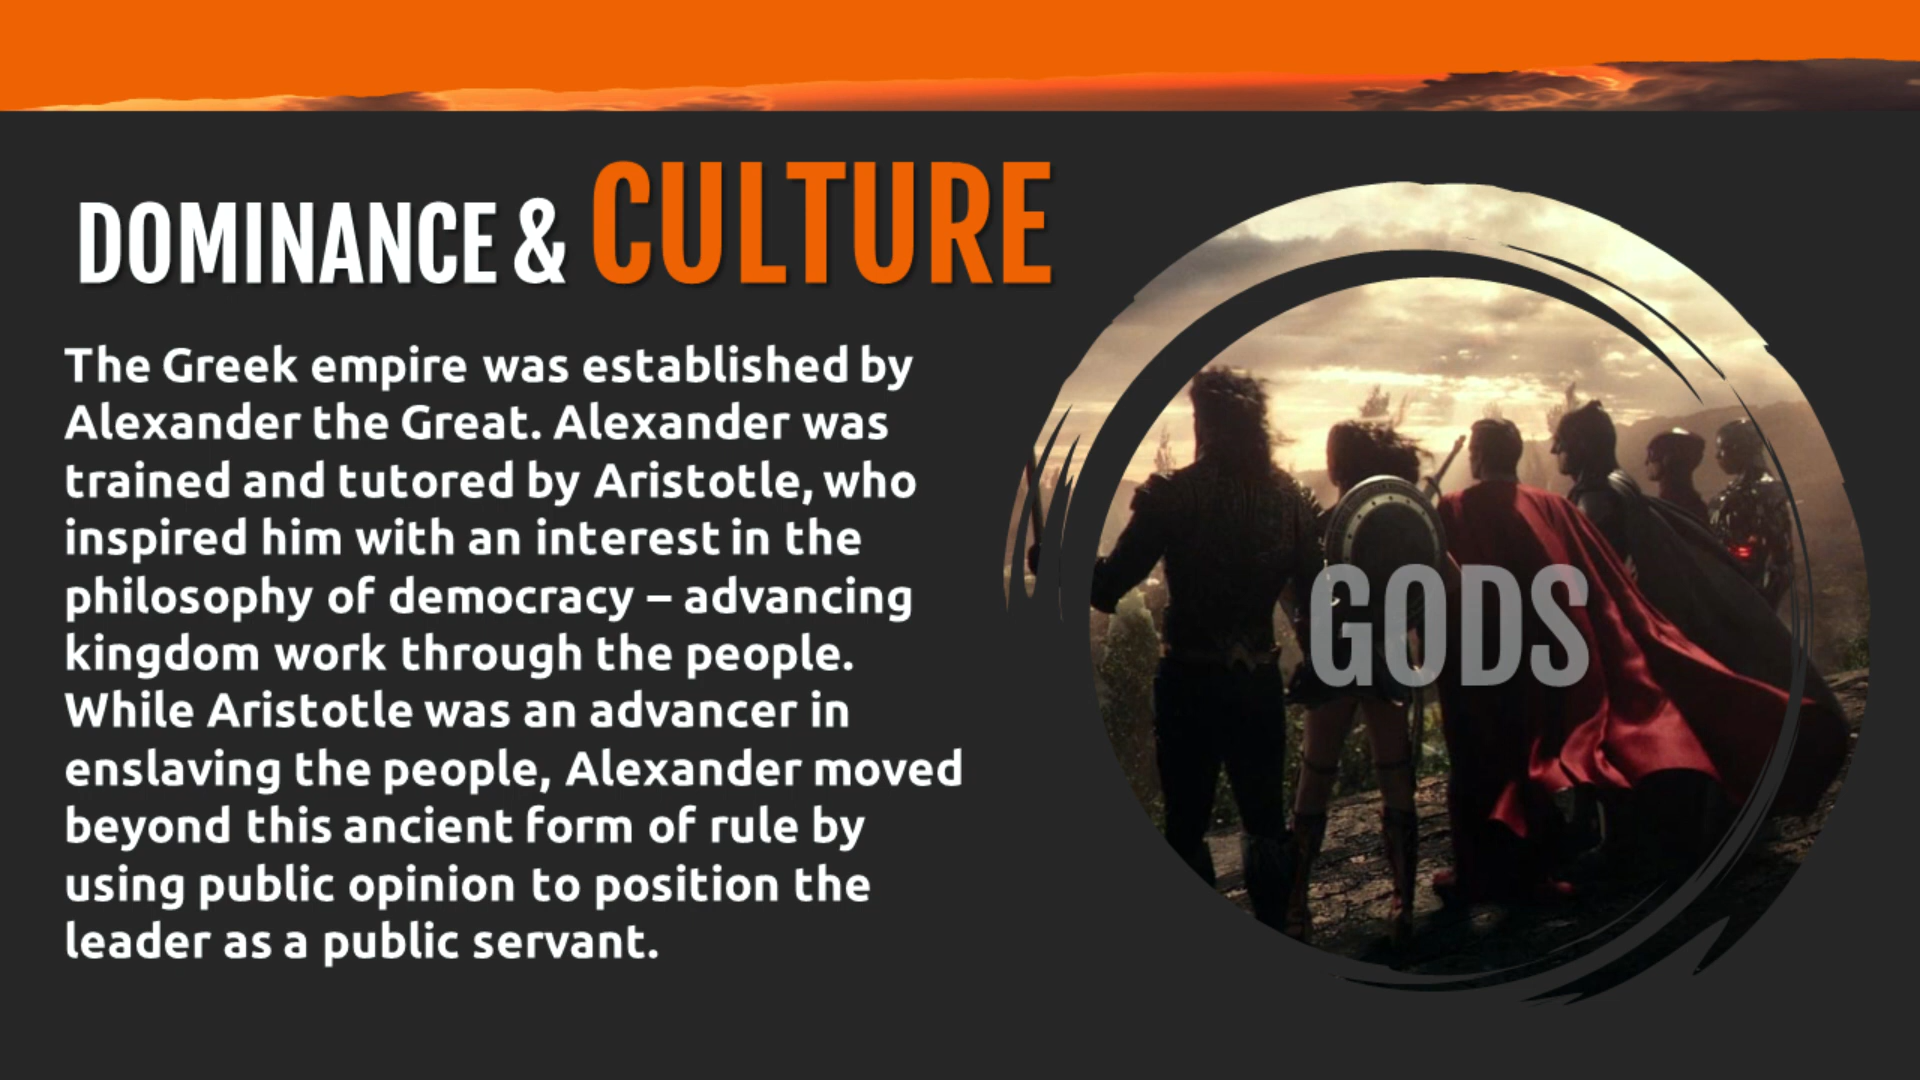 DOMINANCE & CULTURE
The Greek empire was established by
Alexander the Great. Alexander was
trained and tutored by Aristotle, who
inspired him with an interest in the
philosophy of democracy – advancing
kingdom work through the people.
While Aristotle was an advancer in
enslaving the people, Alexander moved
beyond this ancient form of rule by
using public opinion to position the
leader as a public servant.
GODS